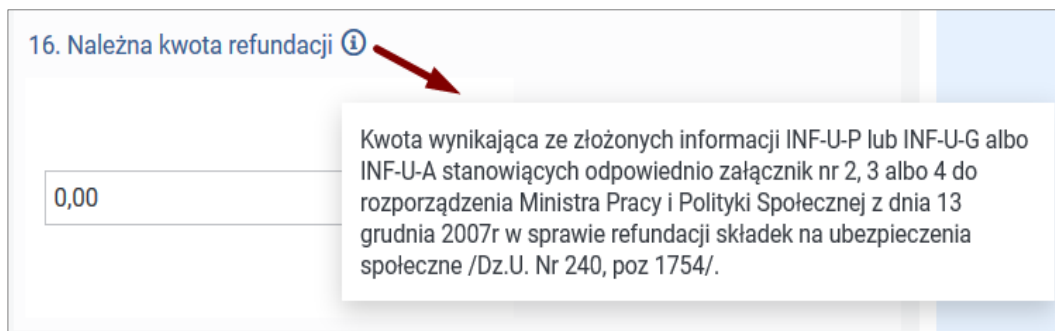 16. Należna kwota refundacji
Kwota wynikająca ze złożonych informacji INF-U-P lub INF-U-G albo
INF-U-A stanowiących odpowiednio załącznik nr 2, 3 albo 4 do
rozporządzenia Ministra Pracy i Polityki Społecznej z dnia 13
grudnia 2007r w sprawie refundacji składek na ubezpieczenia
społeczne /Dz.U. Nr 240, poz 1754/.
0,00